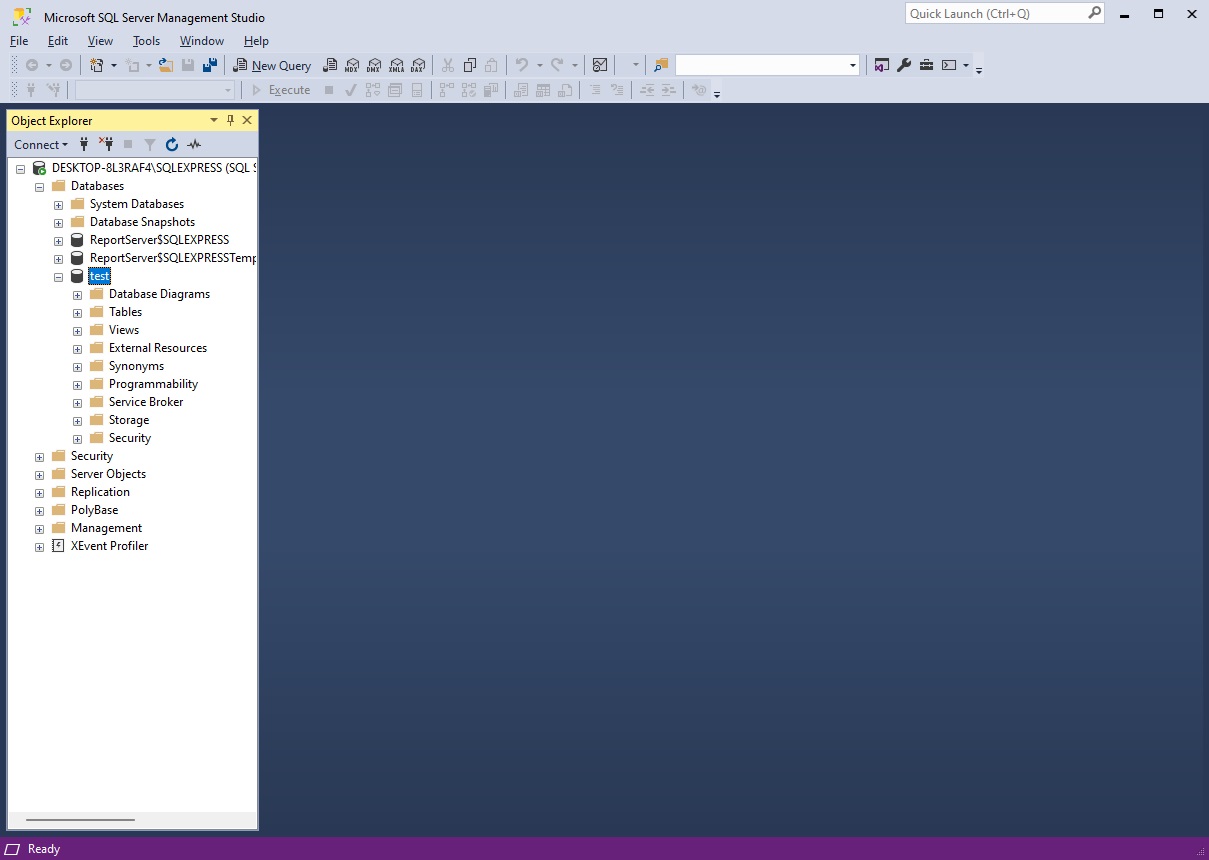 Microsoft SQL Server Management Studio
Quick Launch (Ctrl+Q)
File Edit View Tools Window Help
New Query MDX DMX XMLA DAX
Execute
Object Explorer
Connect
DESKTOP-8L3RAF4\SQLEXPRESS (SQL S
Databases
System Databases
Database Snapshots
ReportServer$SQLEXPRESS
ReportServer$SQLEXPRESSTemp
test
Database Diagrams
Tables
Views
External Resources
Synonyms
Programmability
Service Broker
Storage
Security
Security
Server Objects
Replication
PolyBase
Management
XEvent Profiler
Ready